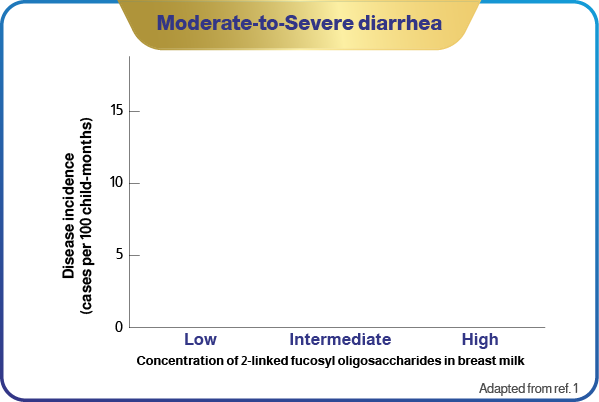 Moderate-to-Severe diarrhea
Disease incidence
(cases per 100 child-months)
15
10
5
0
Low Intermediate High
Concentration of 2-linked fucosyl oligosaccharides in breast milk
Adapted from ref. 1